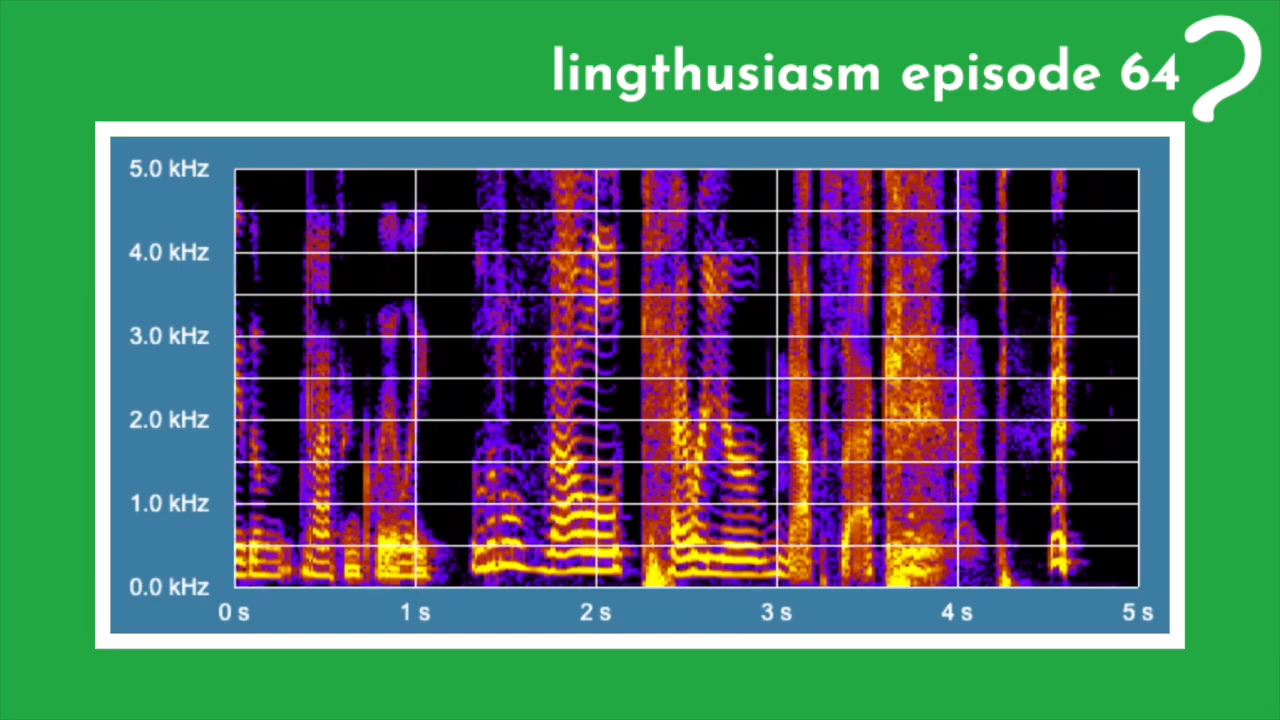 lingthusiasm episode 64
5.0 kHz
4.0 kHz
3.0 kHz
2.0 kHz
1.0 kHz
0.0 kHz
0 s 1 s 2 s 3 s 4 s 5 s